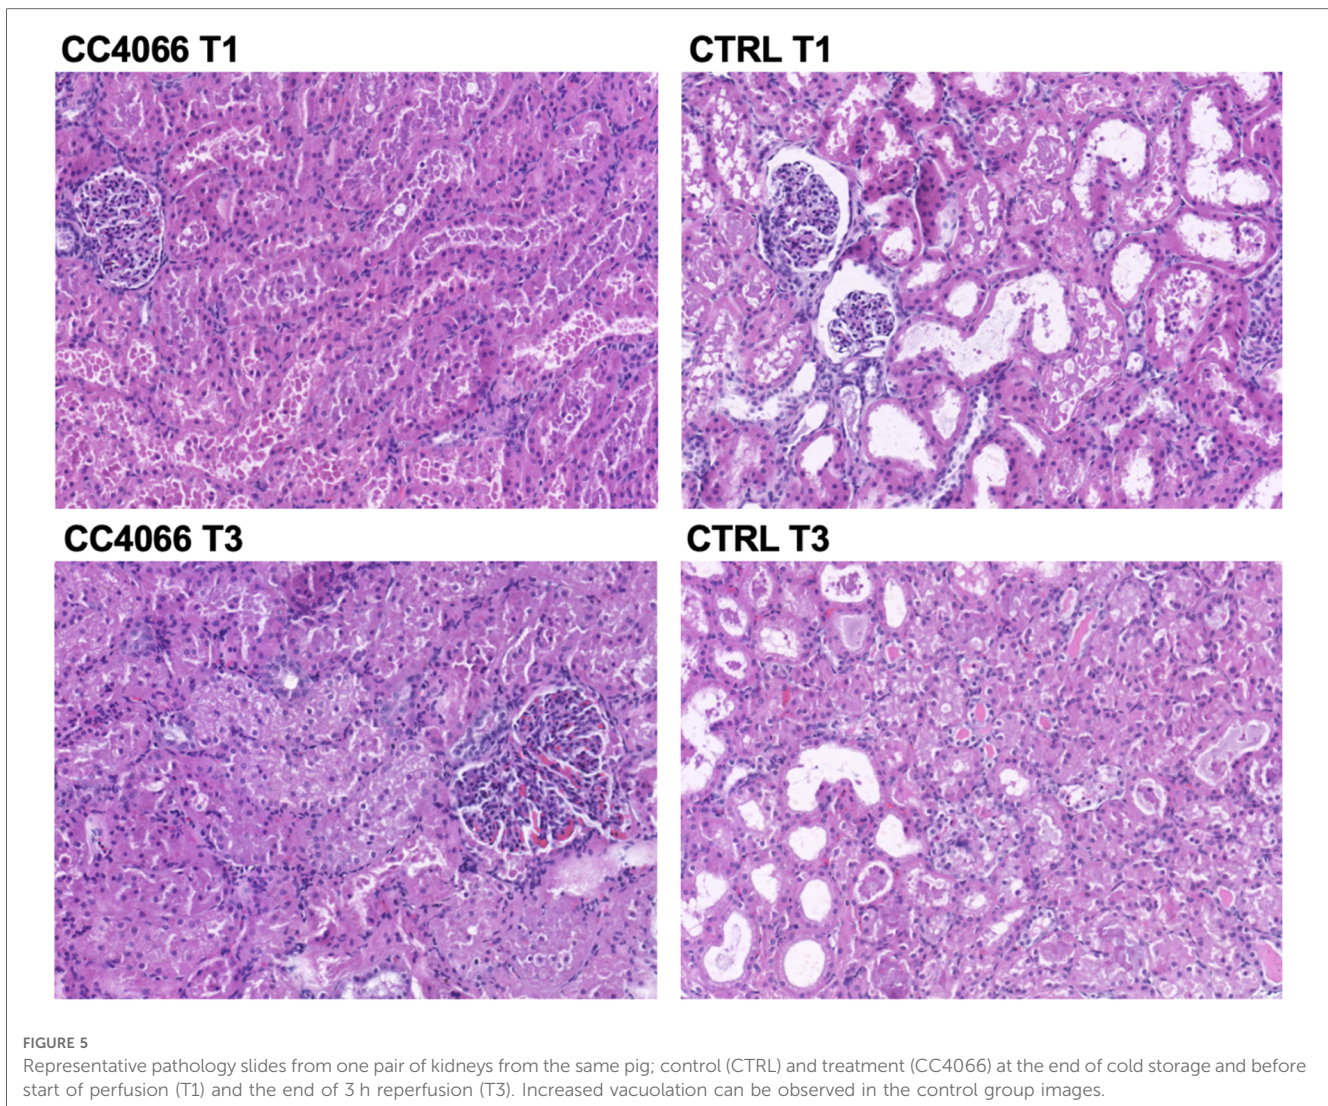 CC4066 T1
CTRL T1
CC4066 T3
CTRL T3
FIGURE 5
Representative pathology slides from one pair of kidneys from the same pig; control (CTRL) and treatment (CC4066) at the end of cold storage and before
start of perfusion (T1) and the end of 3 h reperfusion (T3). Increased vacuolation can be observed in the control group images.